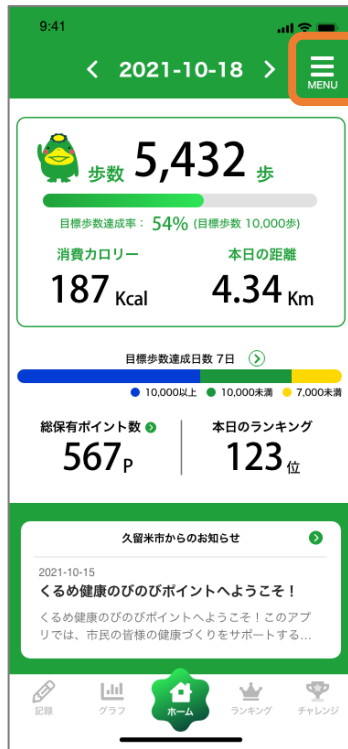 9:41
2021-10-18
MENU
歩数 5,432 歩
目標歩数達成率： 54% (目標歩数 10,000歩)
消費カロリー 本日の距離
187 Kcal 4.34 Km
目標歩数達成日数 7日
10,000以上 10,000未満 7,000未満
総保有ポイント数 本日のランキング
567 P 123 位
久留米市からのお知らせ
2021-10-15
くるめ健康のびのびポイントへようこそ！
くるめ健康のびのびポイントへようこそ！このアプ
リでは、市民の皆様の健康づくりをサポートする...
記録 グラフ ホーム ランキング チャレンジ